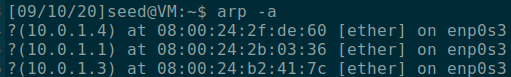 [09/10/20]seed@VM:~$ arp -a
?(10.0.1.4) at 08:00:24:2f:de:60 [ether] on enp0s3
?(10.0.1.1) at 08:00:24:2b:03:36 [ether] on enp0s3
?(10.0.1.3) at 08:00:24:b2:41:7c [ether] on enp0s3